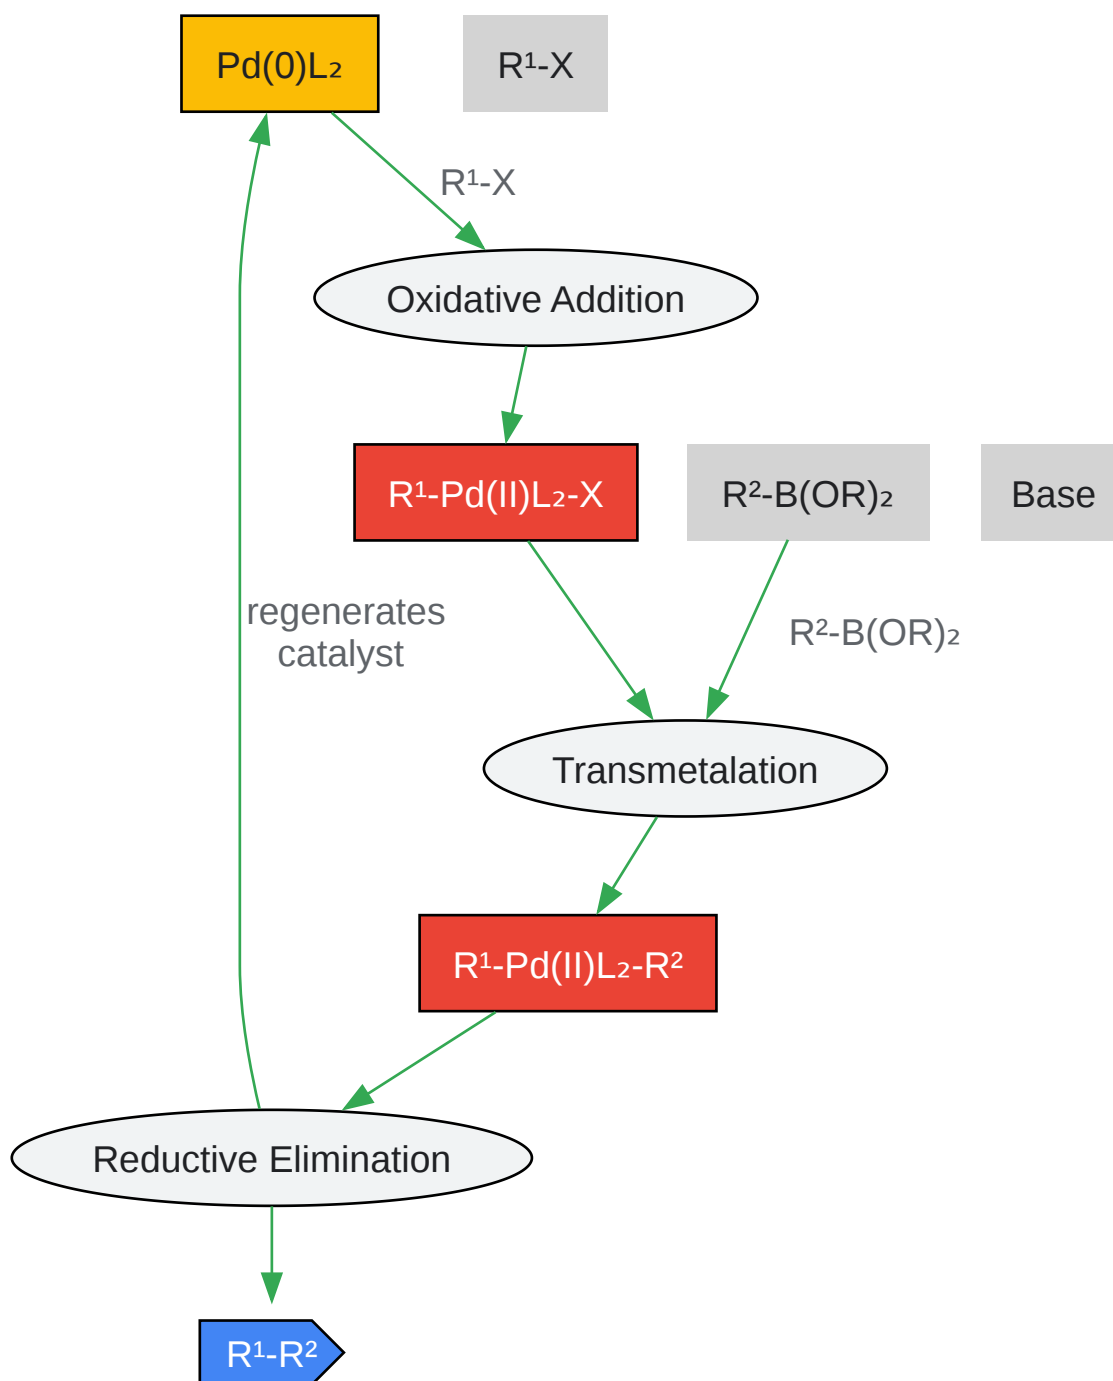 Pd(0)L₂
R¹-X
R¹-X
Oxidative Addition
R¹-Pd(II)L₂-X
R²-B(OR)₂
Base
regenerates
catalyst
R²-B(OR)₂
Transmetalation
R¹-Pd(II)L₂-R²
Reductive Elimination
R¹-R²